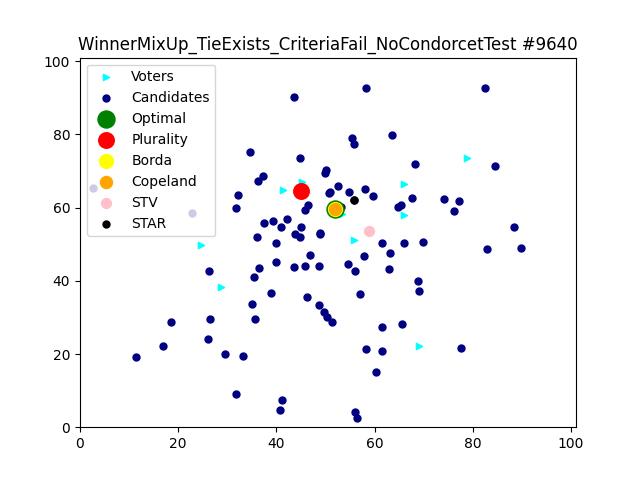 WinnerMixUp_TieExists_CriteriaFail_NoCondorcetTest #9640
100
80
60
40
20
0
0 20 40 60 80 100
Voters
Candidates
Optimal
Plurality
Borda
Copeland
STV
STAR